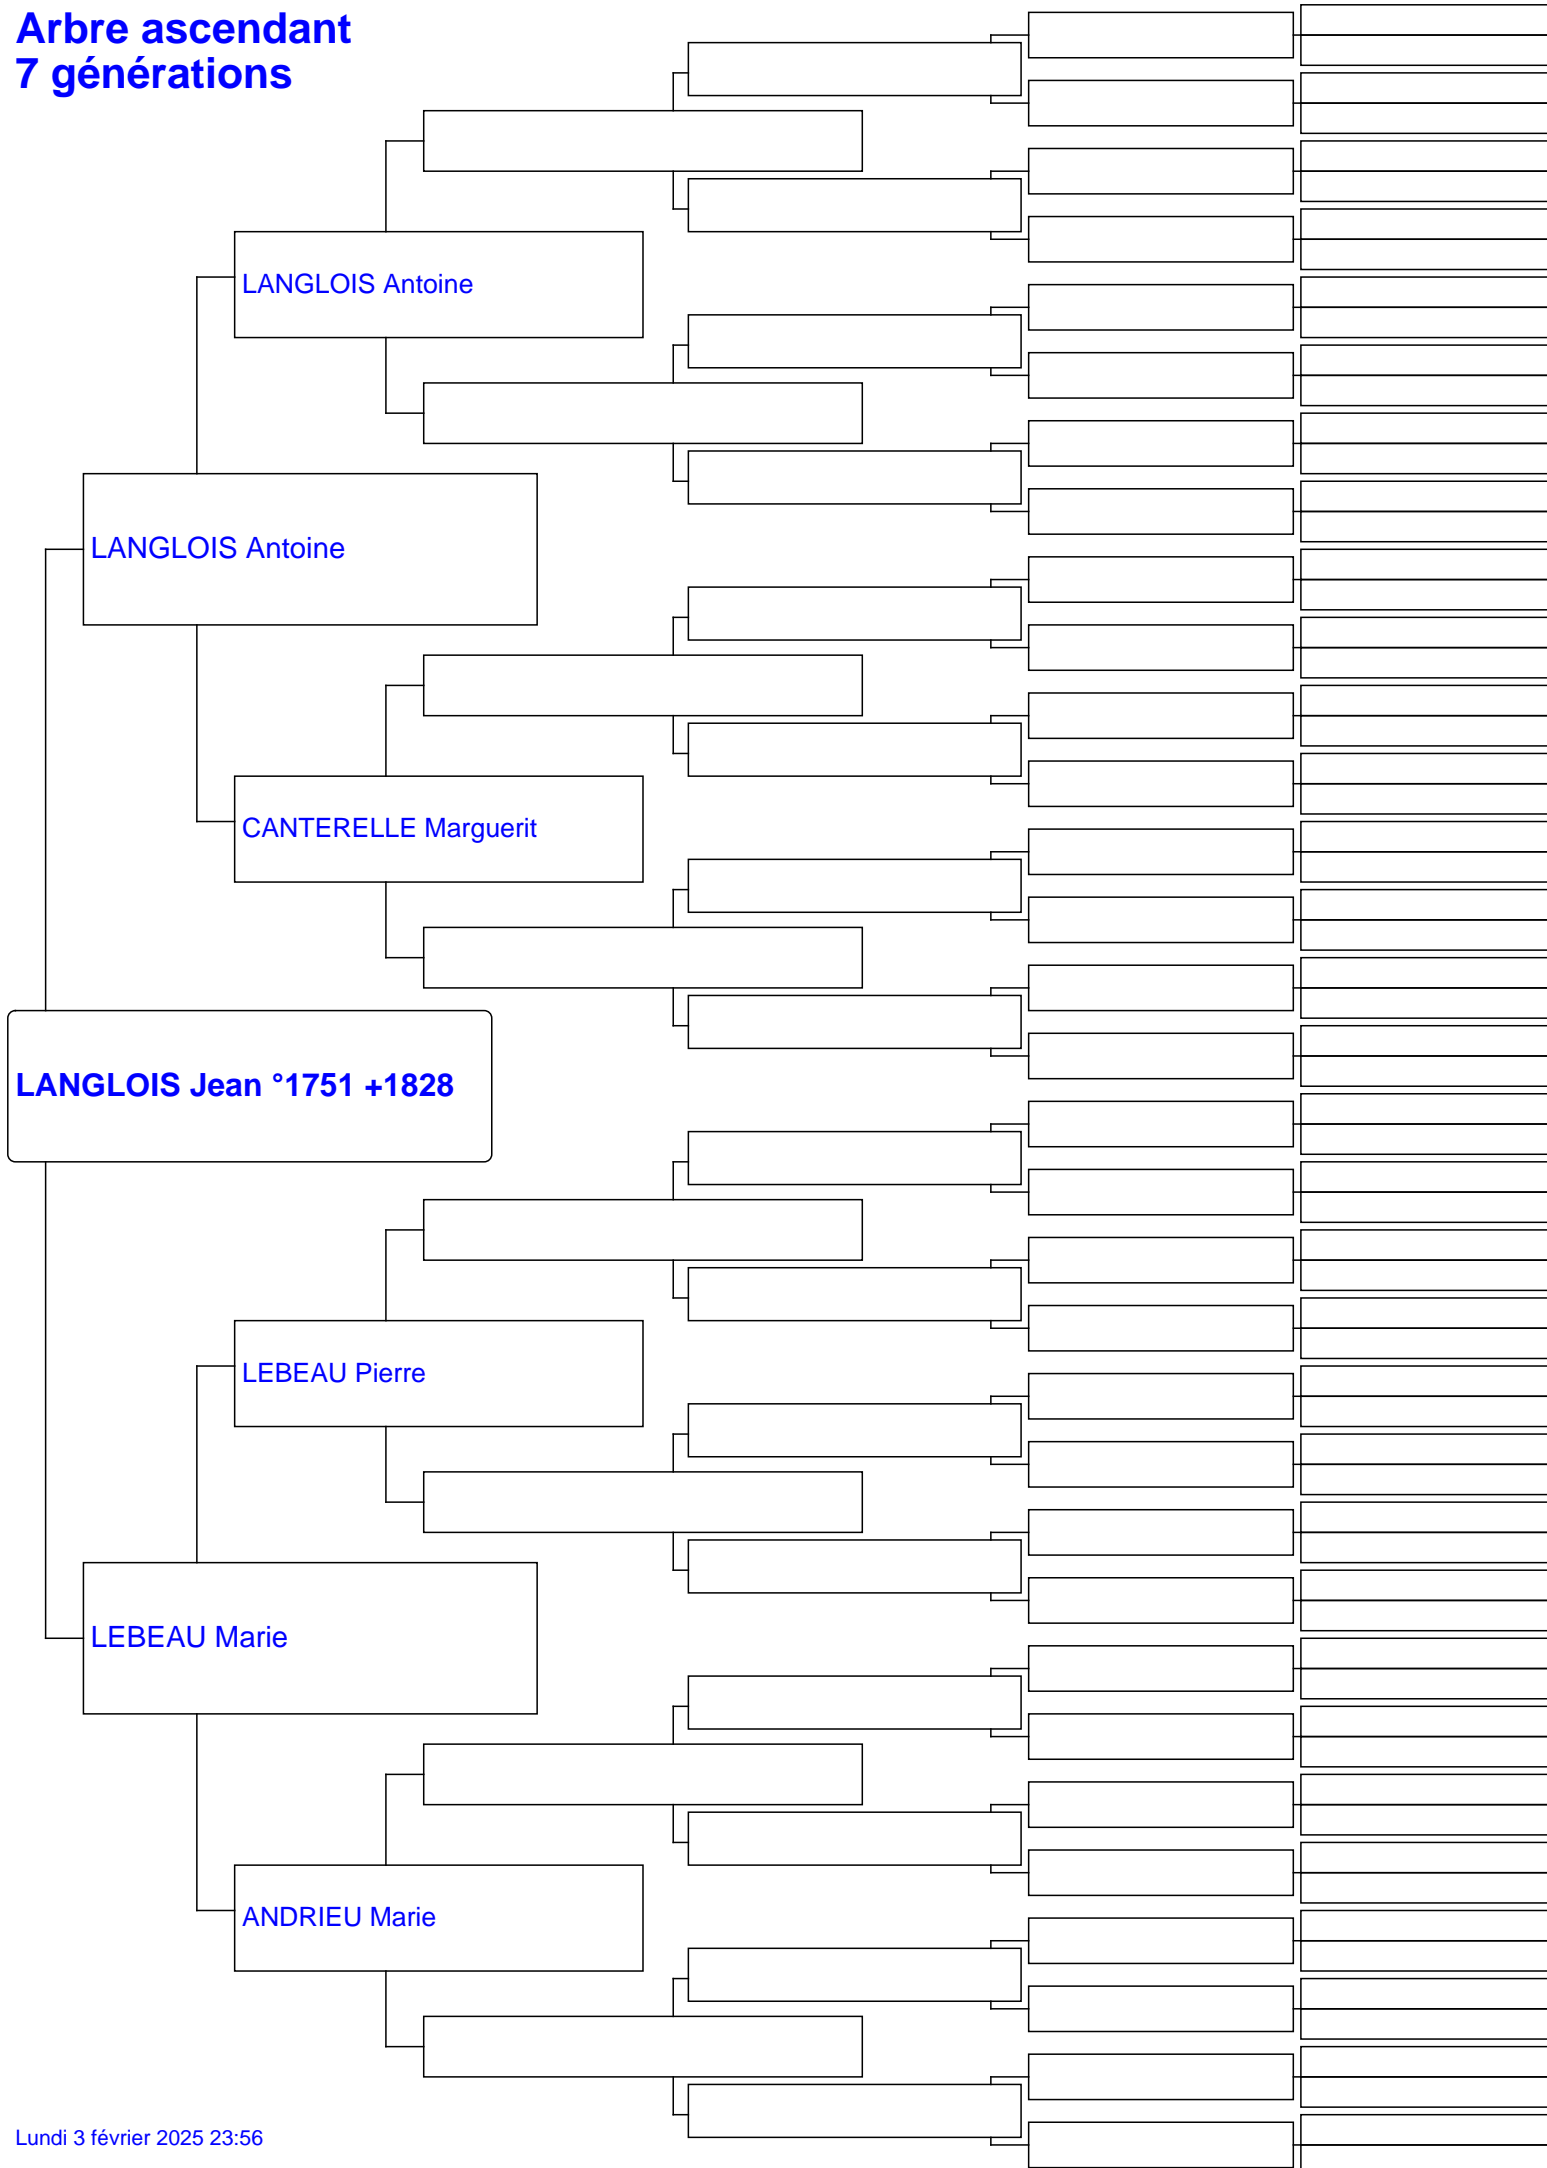 Arbre ascendant
7 générations
LANGLOIS Antoine
LANGLOIS Antoine
CANTERELLE Marguerit
LANGLOIS Jean °1751 +1828
LEBEAU Pierre
LEBEAU Marie
ANDRIEU Marie
Lundi 3 février 2025 23:56